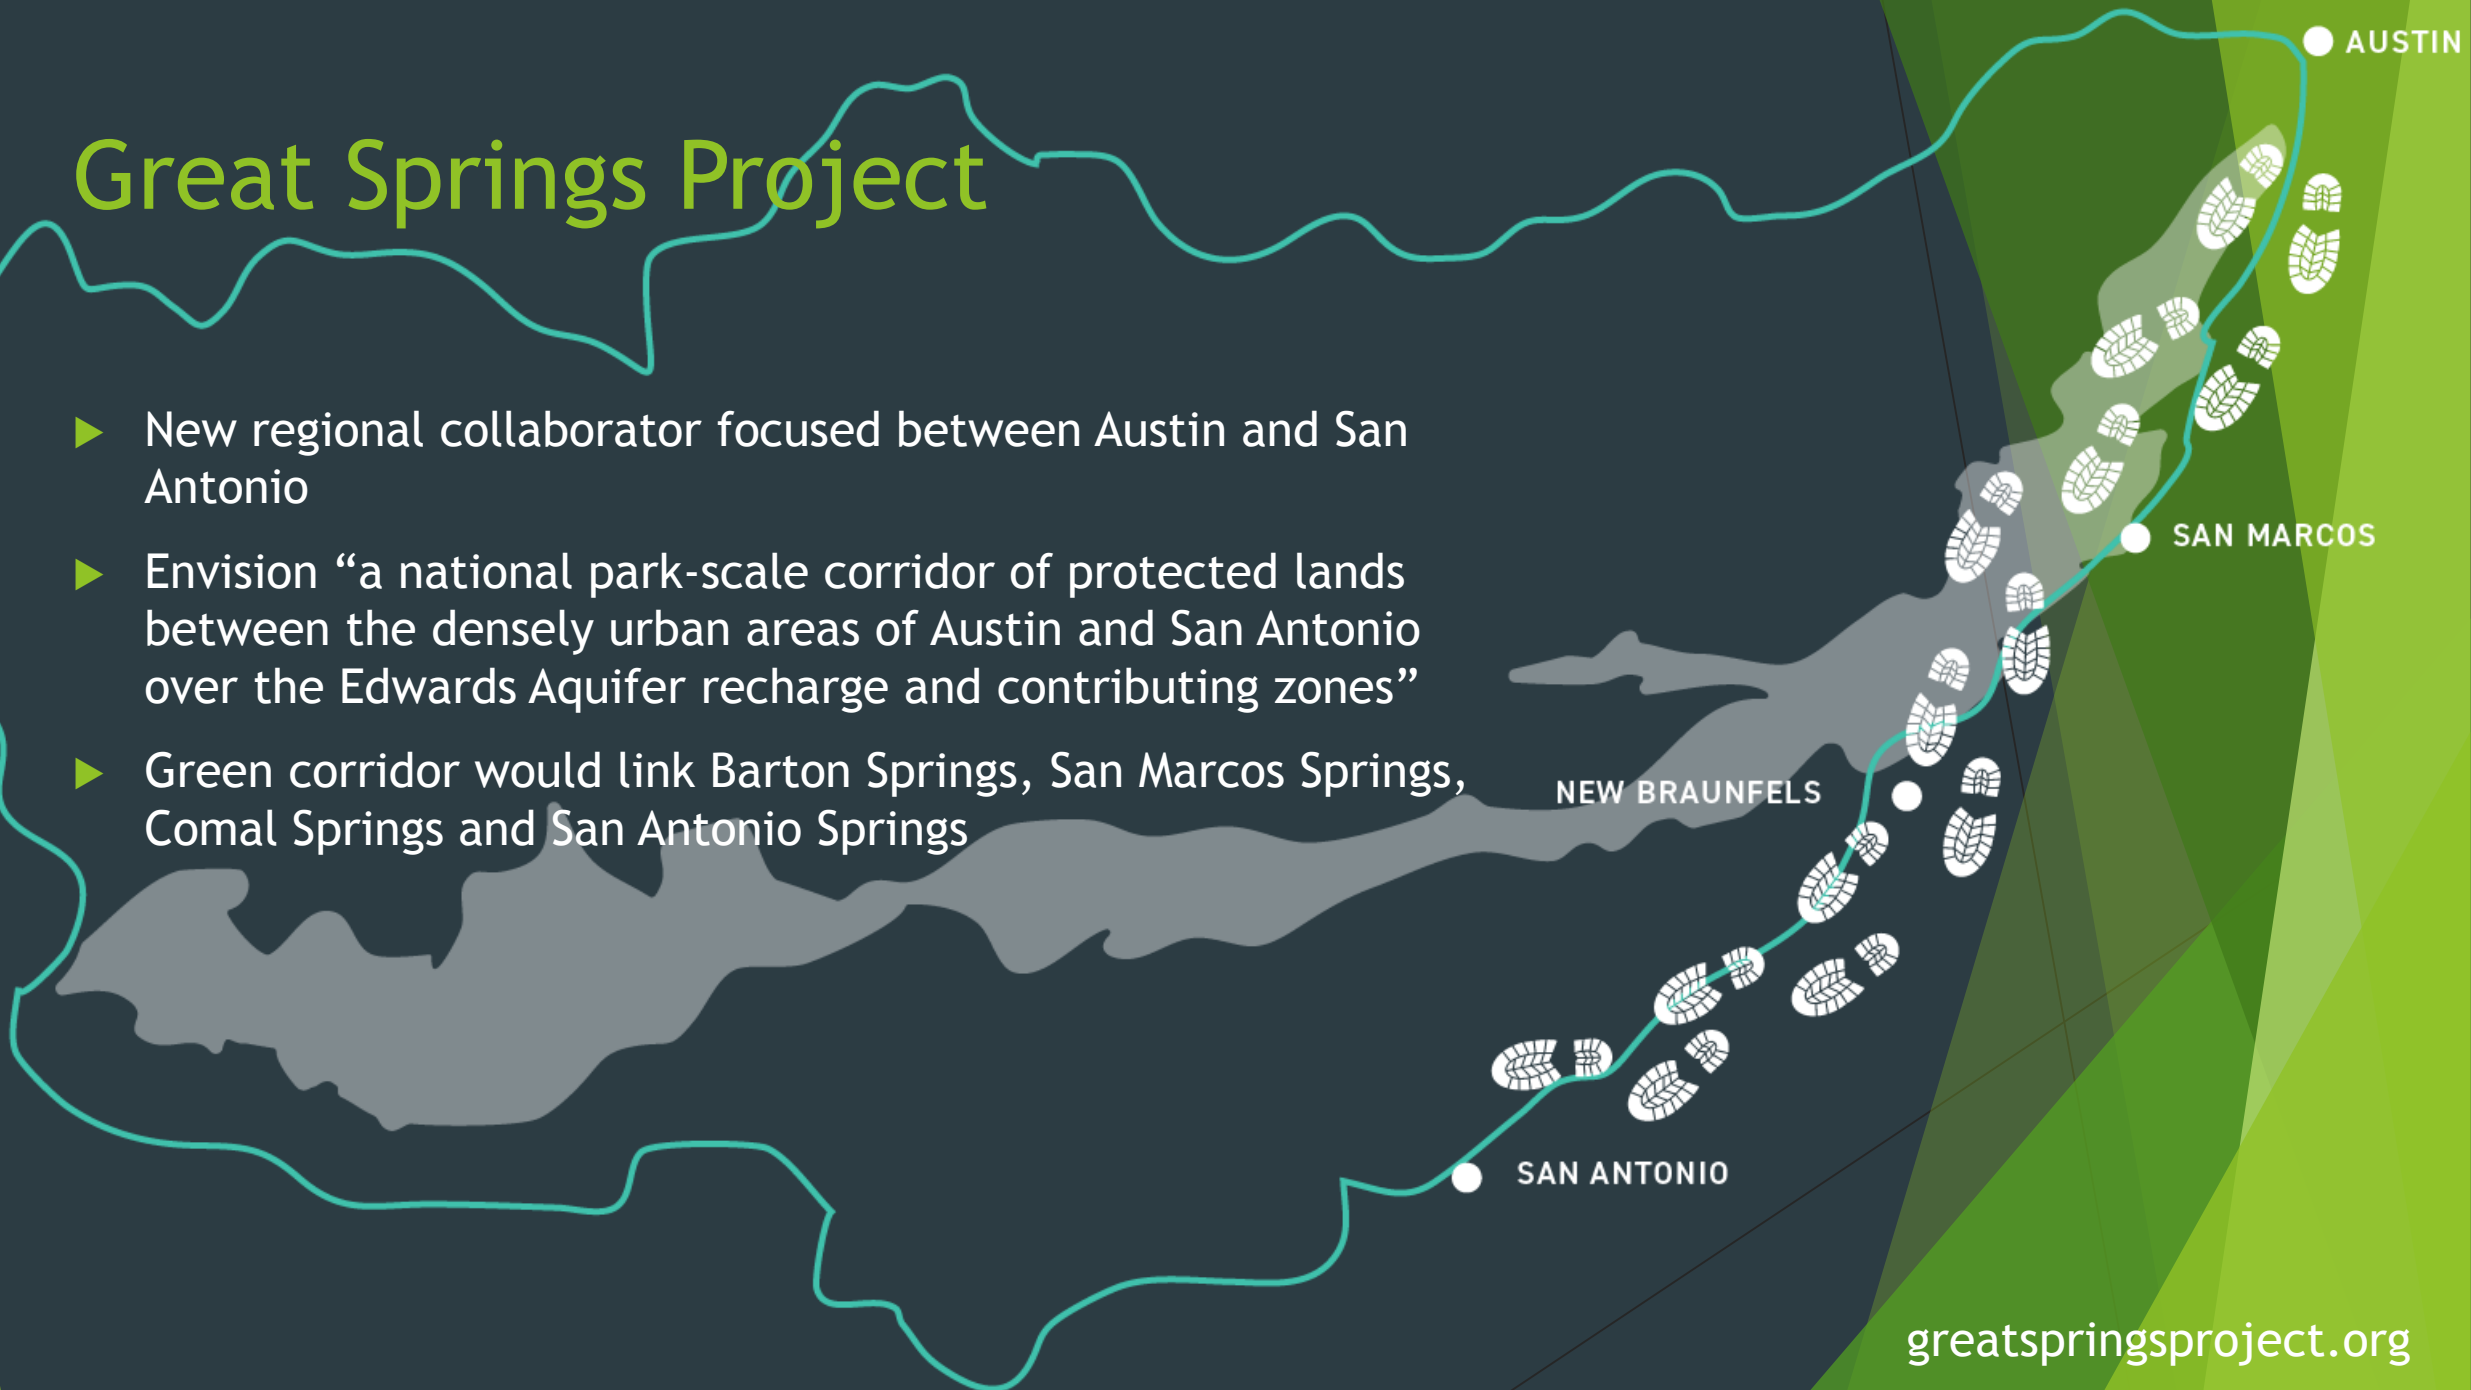 Great Springs Project
New regional collaborator focused between Austin and San
Antonio
Envision “a national park-scale corridor of protected lands
between the densely urban areas of Austin and San Antonio
over the Edwards Aquifer recharge and contributing zones”
Green corridor would link Barton Springs, San Marcos Springs,
Comal Springs and San Antonio Springs
AUSTIN
SAN MARCOS
NEW BRAUNFELS
SAN ANTONIO
greatspringsproject.org